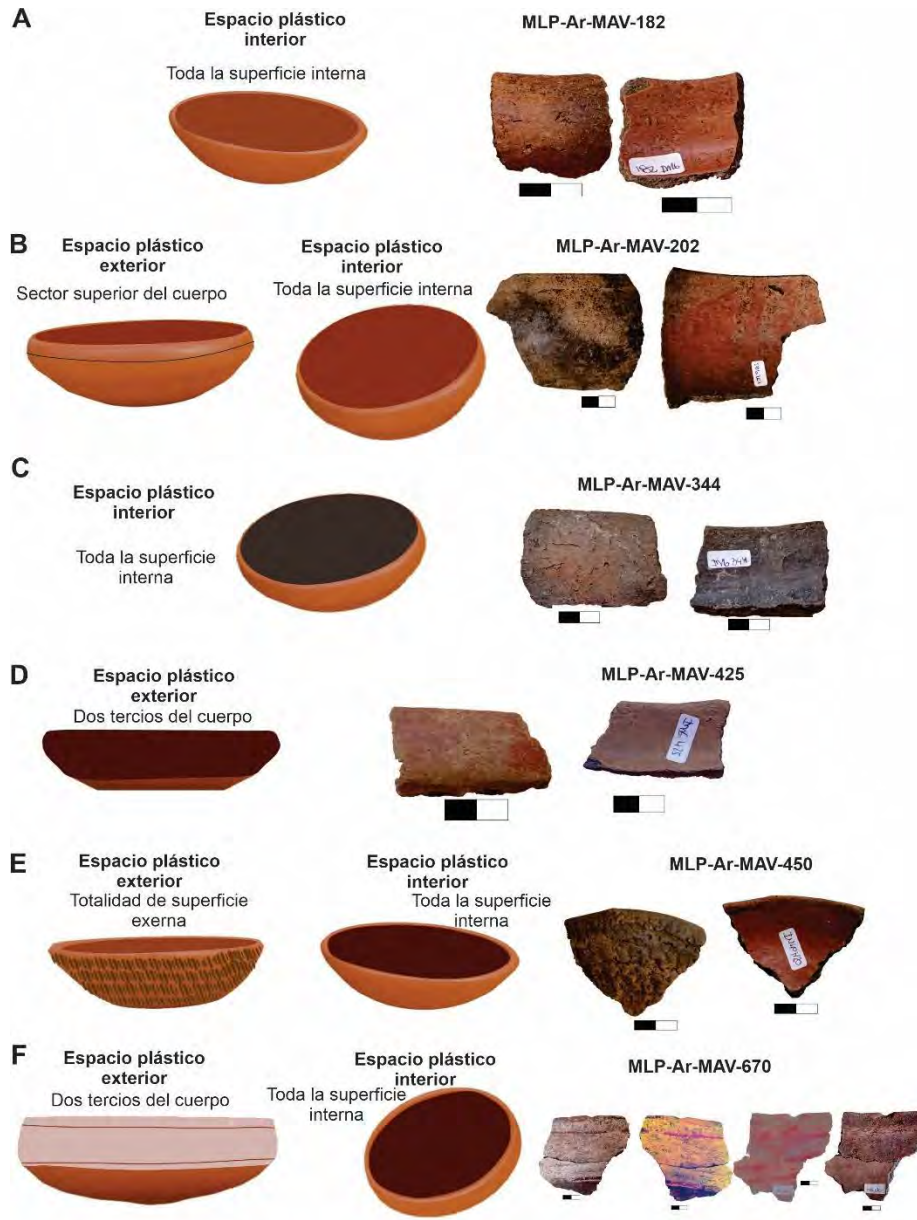 A
Espacio plástico
interior
Toda la superficie interna
MLP-Ar-MAV-182
B
Espacio plástico
exterior
Sector superior del cuerpo
Espacio plástico
interior
Toda la superficie interna
MLP-Ar-MAV-202
C
Espacio plástico
interior
Toda la superficie
interna
MLP-Ar-MAV-344
D
Espacio plástico
exterior
Dos tercios del cuerpo
MLP-Ar-MAV-425
E
Espacio plástico
exterior
Totalidad de superficie
exerna
Espacio plástico
interior
Toda la superficie
interna
MLP-Ar-MAV-450
F
Espacio plástico
exterior
Dos tercios del cuerpo
Espacio plástico
interior
Toda la superficie
interna
MLP-Ar-MAV-670